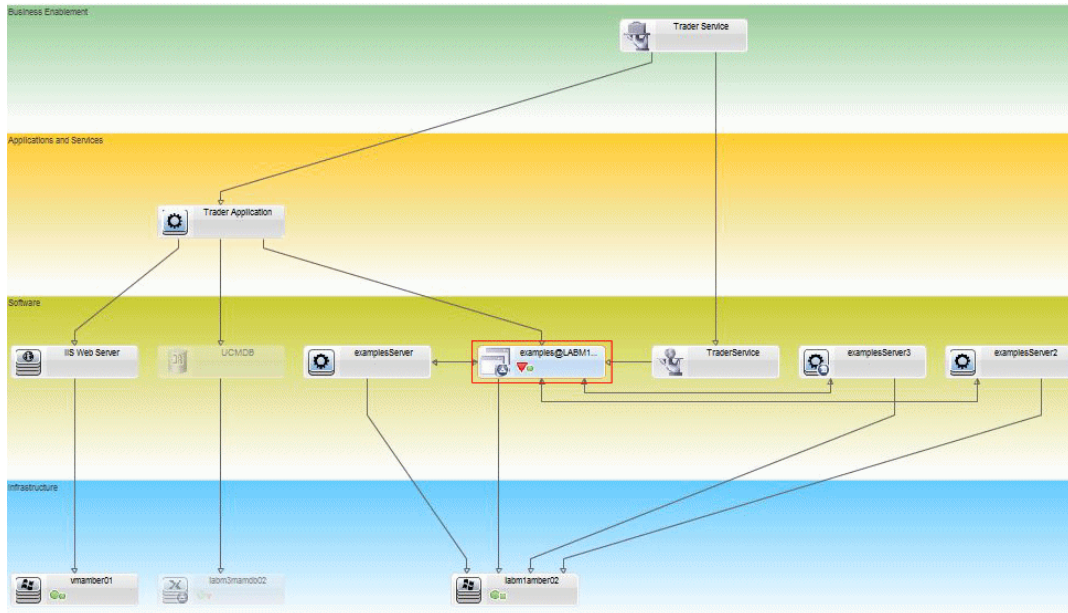 Business Enablement
Trader Service
Applications and Services
Trader Application
Software
IIS Web Server
UCMDB
examplesServer
examples@LABM1...
TraderService
examplesServer3
examplesServer2
Infrastructure
vmamber01
labm3mamdb02
labm1amber02